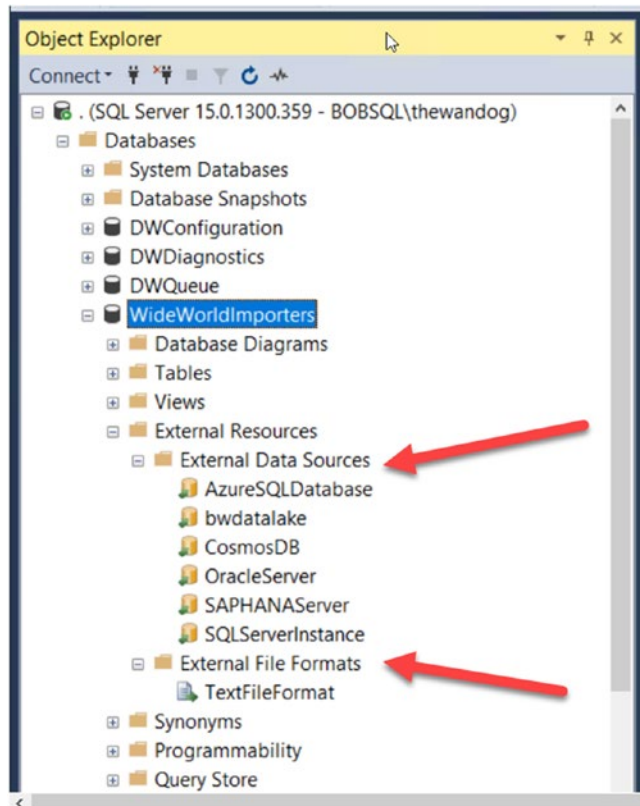 Object Explorer
Connect
. (SQL Server 15.0.1300.359 - BOBSQL\thewandog)
Databases
System Databases
Database Snapshots
DWConfiguration
DWDiagnostics
DWQueue
WideWorldImporters
Database Diagrams
Tables
Views
External Resources
External Data Sources
AzureSQLDatabase
bwdatalake
CosmosDB
OracleServer
SAPHANAServer
SQLServerInstance
External File Formats
TextFileFormat
Synonyms
Programmability
Query Store